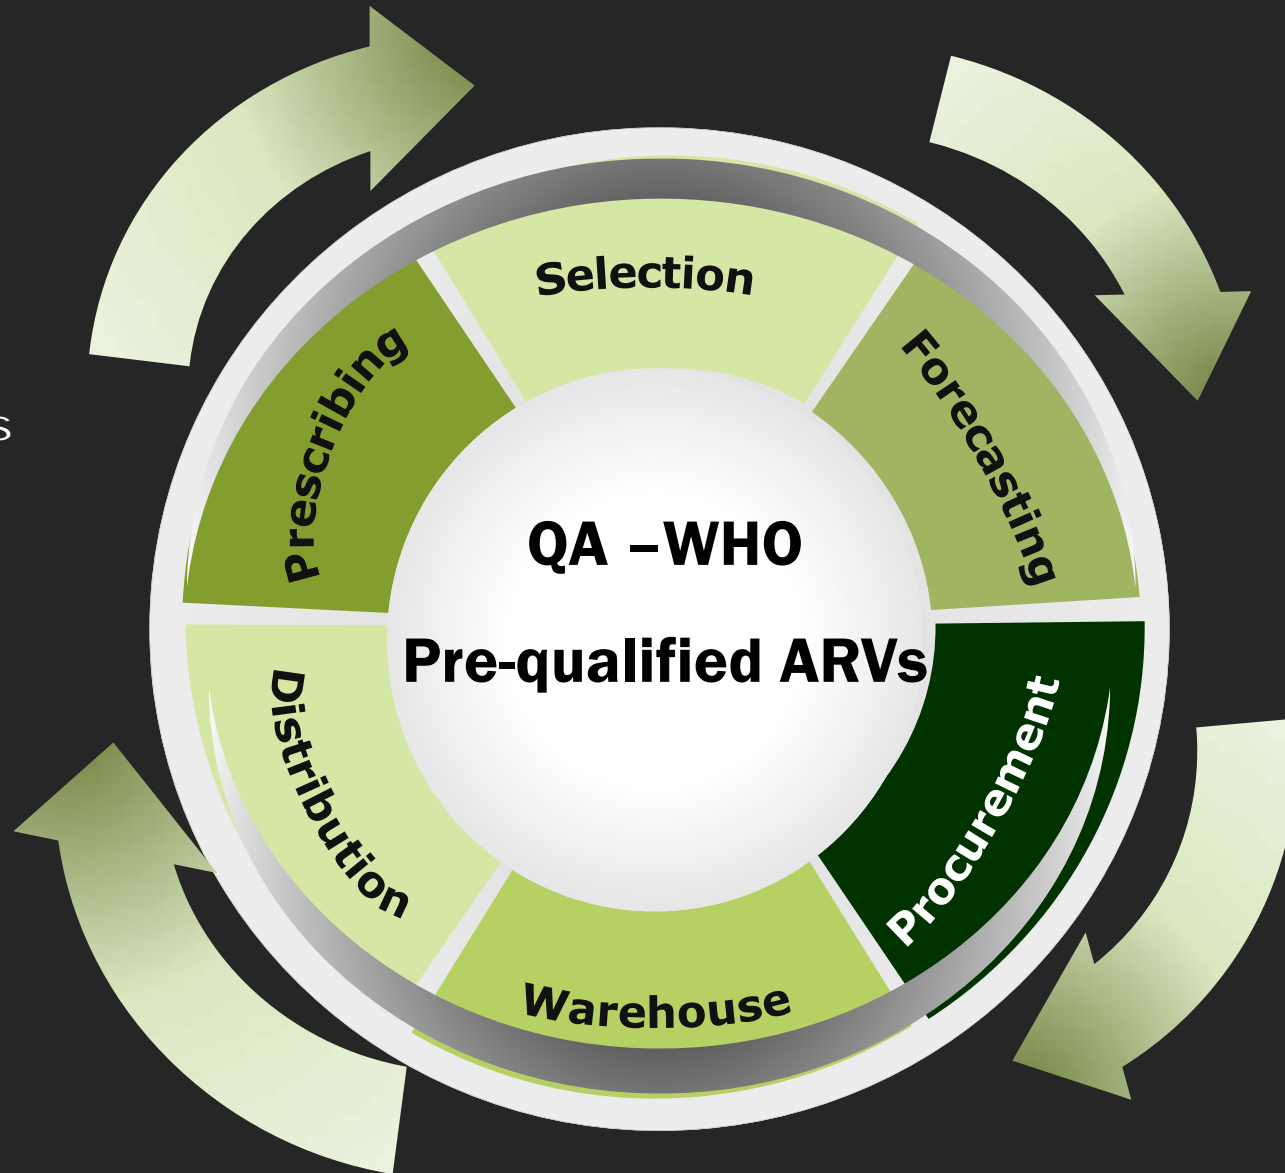 Selection
Forecasting
Procurement
Warehouse
Distribution
Prescribing
QA –WHO
Pre-qualified ARVs
s